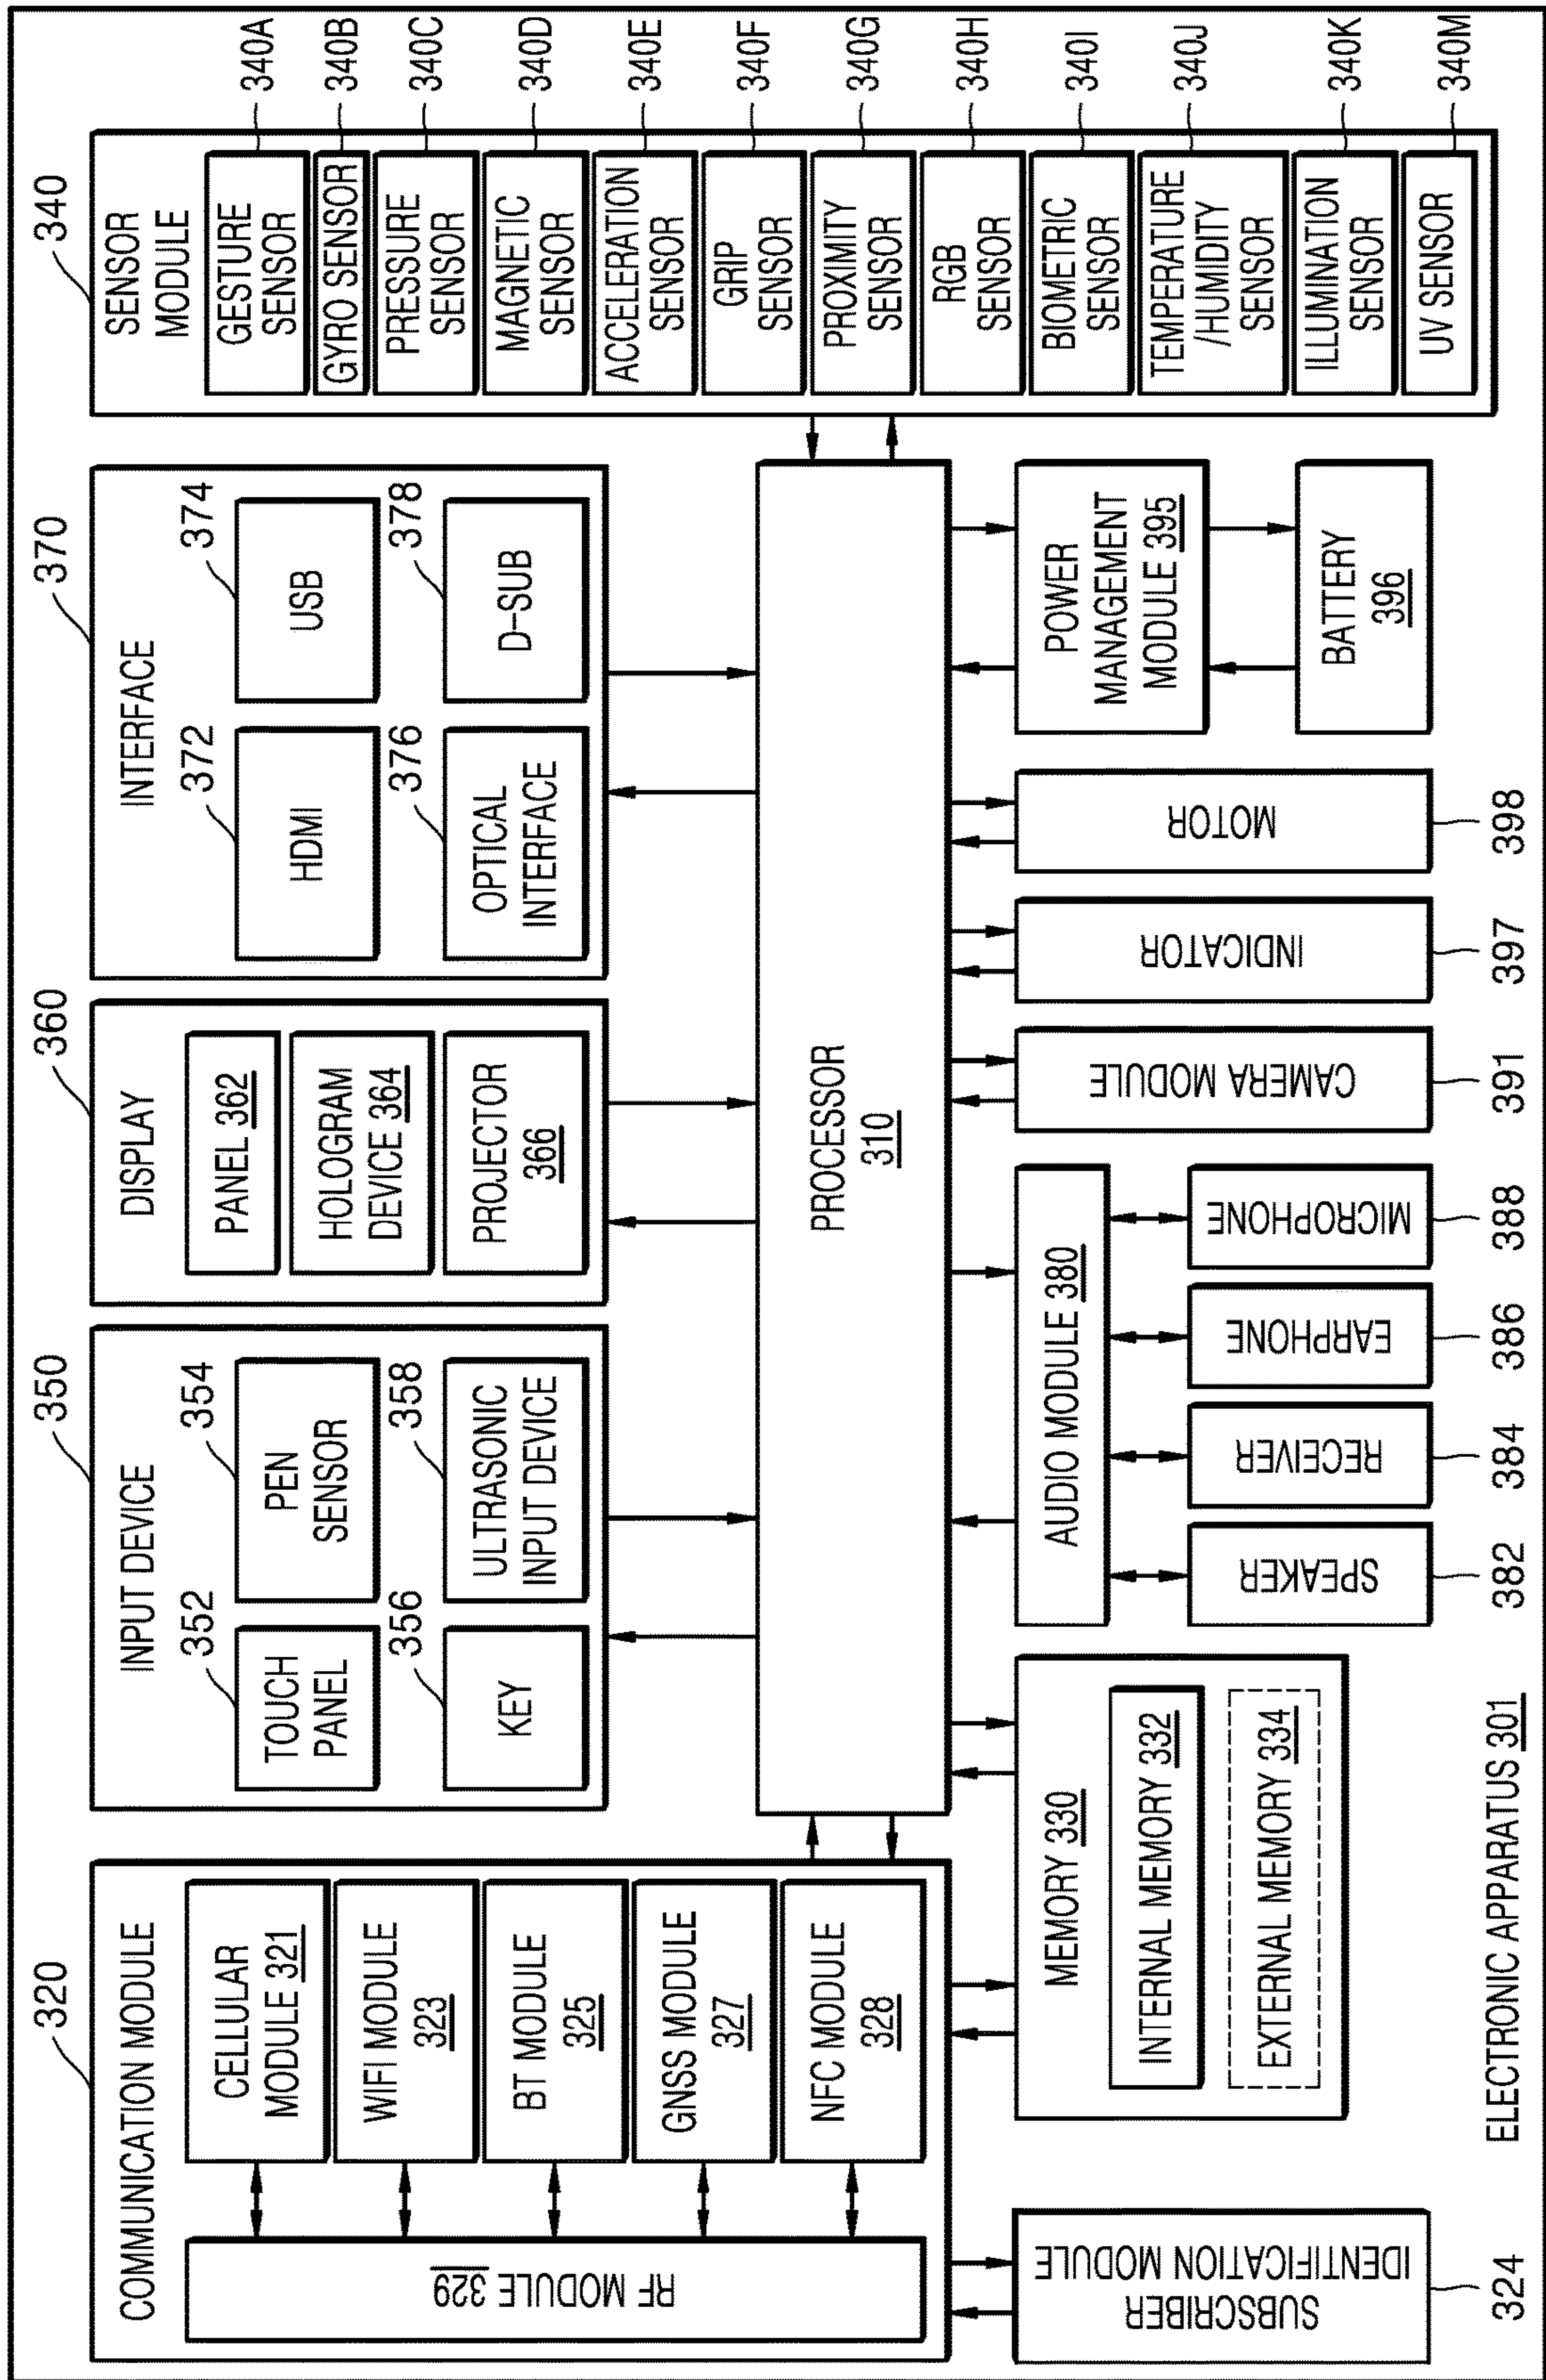 320
COMMUNICATION MODULE
RF MODULE 329
CELLULAR
MODULE 321
WIFI MODULE
323
BT MODULE
325
GNSS MODULE
327
NFC MODULE
328
SUBSCRIBER
IDENTIFICATION MODULE
324
350
INPUT DEVICE
352
TOUCH
PANEL
354
PEN
SENSOR
356
KEY
358
ULTRASONIC
INPUT DEVICE
360
DISPLAY
PANEL 362
HOLOGRAM
DEVICE 364
PROJECTOR
366
370
INTERFACE
372
HDMI
374
USB
376
OPTICAL
INTERFACE
378
D-SUB
340
SENSOR
MODULE
GESTURE
SENSOR
340A
GYRO SENSOR
340B
PRESSURE
SENSOR
340C
MAGNETIC
SENSOR
340D
ACCELERATION
SENSOR
340E
GRIP
SENSOR
340F
PROXIMITY
SENSOR
340G
RGB
SENSOR
340H
BIOMETRIC
SENSOR
340I
TEMPERATURE
/HUMIDITY
SENSOR
340J
ILLUMINATION
SENSOR
340K
UV SENSOR
340M
PROCESSOR
310
MEMORY 330
INTERNAL MEMORY 332
EXTERNAL MEMORY 334
AUDIO MODULE 380
SPEAKER
382
RECEIVER
384
EARPHONE
386
MICROPHONE
388
CAMERA MODULE
391
INDICATOR
397
MOTOR
398
POWER
MANAGEMENT
MODULE 395
BATTERY
396
ELECTRONIC APPARATUS 301